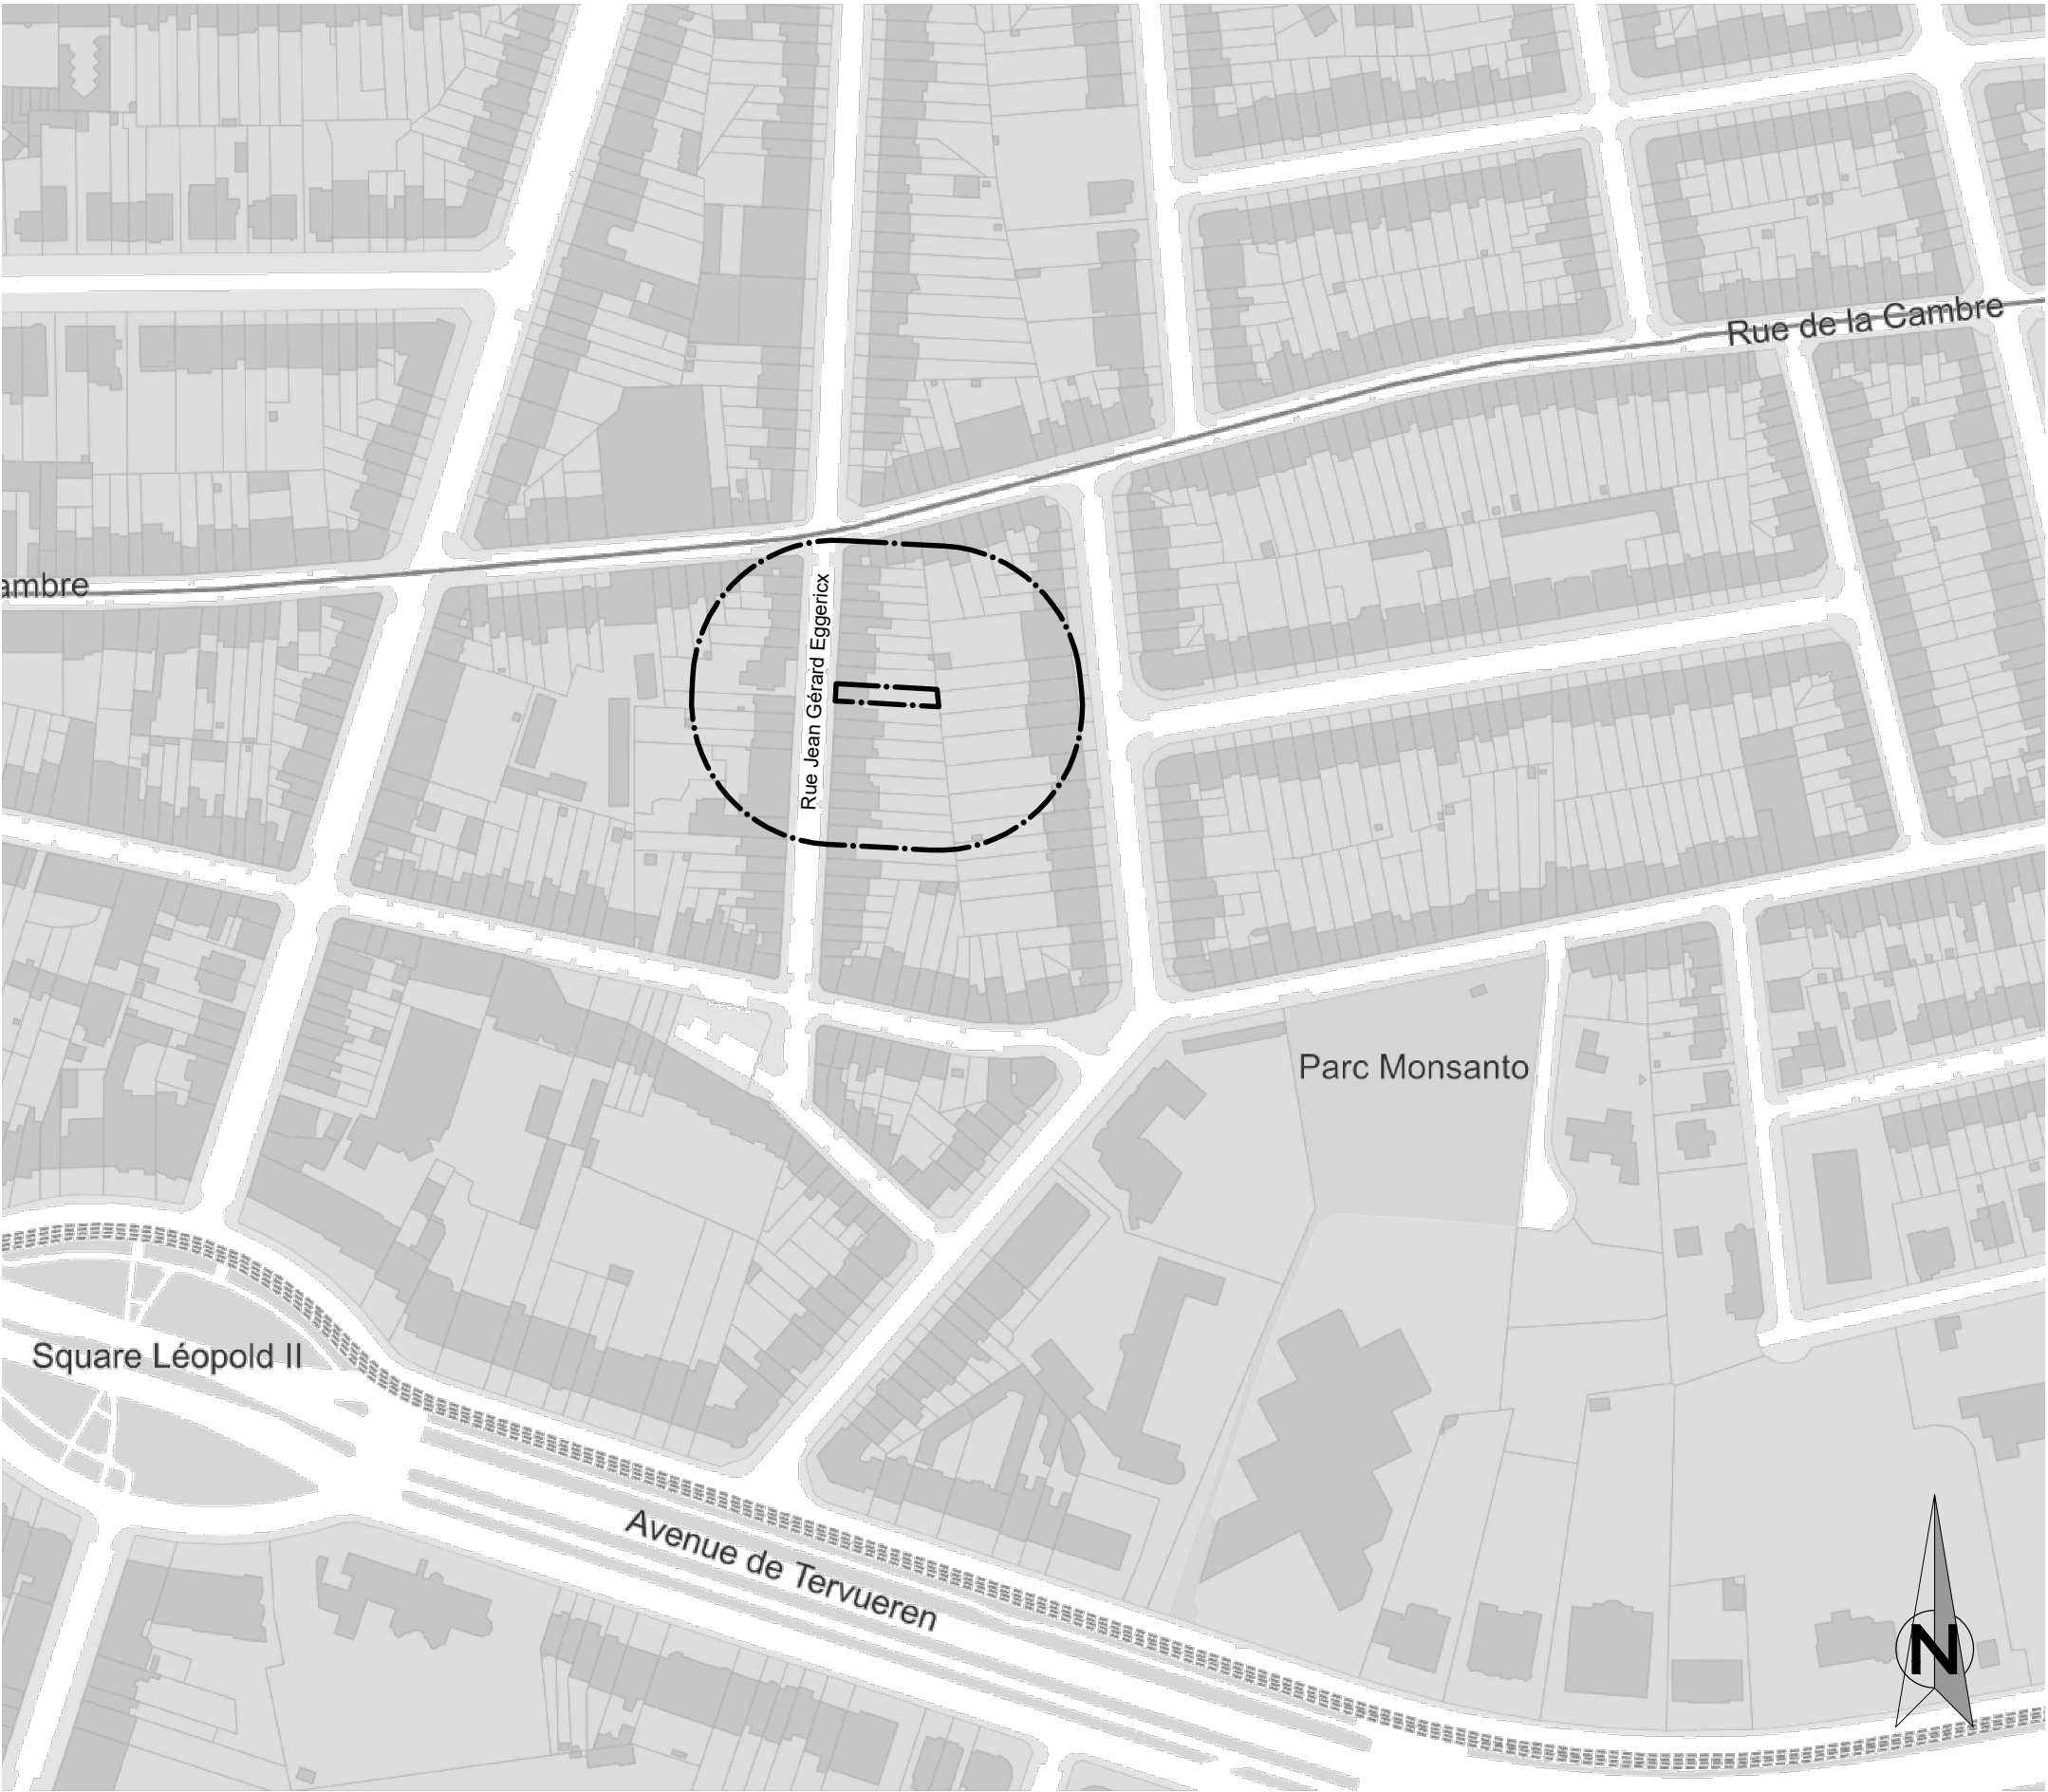 Rue de la Cambre
ambre
Rue Jean Gérard Eggericx
Parc Monsanto
Square Léopold II
Avenue de Tervueren
N